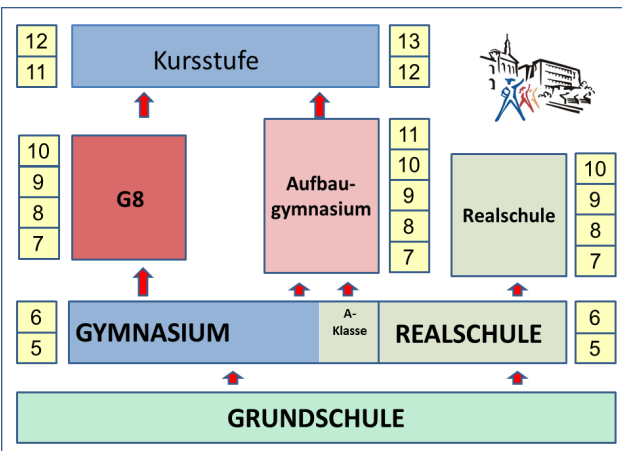 12
11
Kursstufe
13
12
10
9
8
7
G8
Aufbau-
gymnasium
11
10
9
8
7
Realschule
10
9
8
7
6
5
GYMNASIUM
A-
Klasse
REALSCHULE
6
5
GRUNDSCHULE